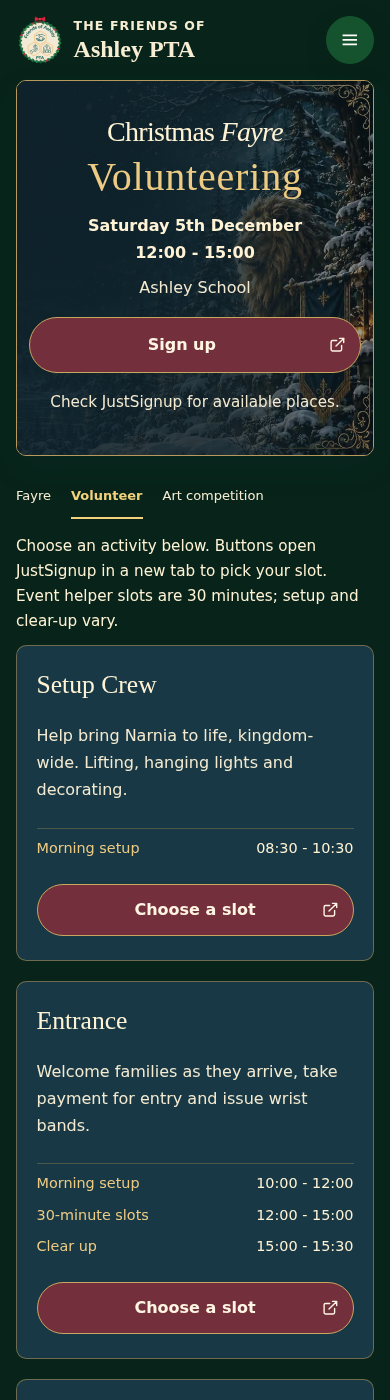 THE FRIENDS OF
Ashley PTA
Christmas Fayre
Volunteering
Saturday 5th December
12:00 - 15:00
Ashley School
Sign up
Check JustSignup for available places.
Fayre Volunteer Art competition
Choose an activity below. Buttons open
JustSignup in a new tab to pick your slot.
Event helper slots are 30 minutes; setup and
clear-up vary.
Setup Crew
Help bring Narnia to life, kingdom-
wide. Lifting, hanging lights and
decorating.
Morning setup 08:30 - 10:30
Choose a slot
Entrance
Welcome families as they arrive, take
payment for entry and issue wrist
bands.
Morning setup 10:00 - 12:00
30-minute slots 12:00 - 15:00
Clear up 15:00 - 15:30
Choose a slot